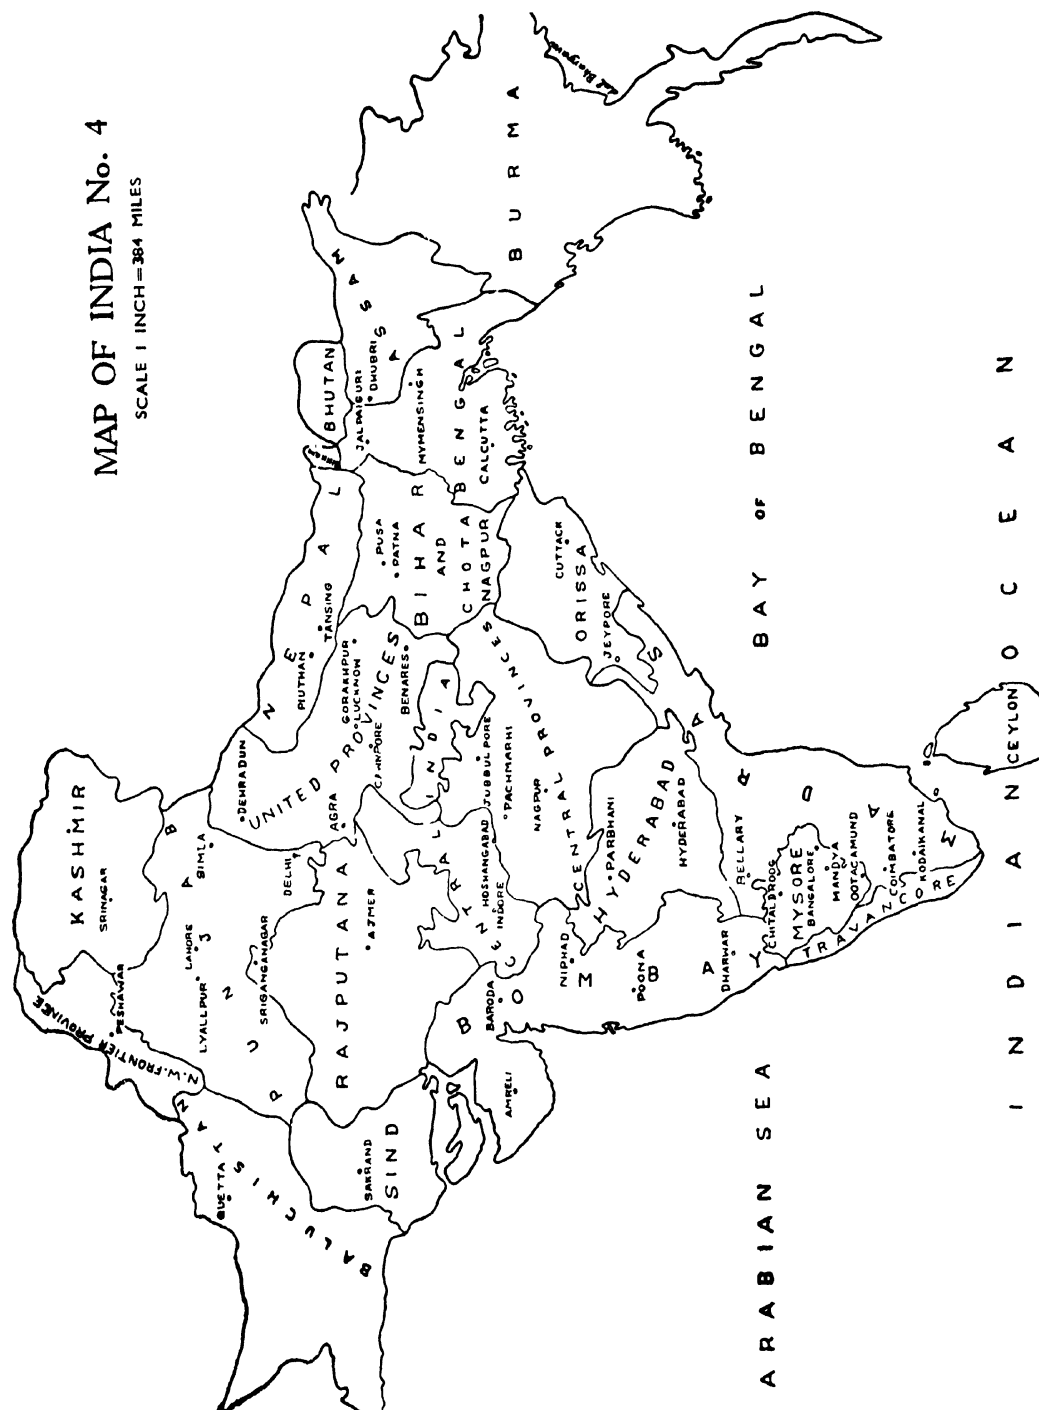 MAP OF INDIA No. 4
SCALE 1 INCH=384 MILES
KASHMIR
SRINAGAR
N.W. FRONTIER PROVINEE
PESHAWAR
PUNJAB
LYALLPUR
LAHORE
SIMLA
SRIGANGANAGAR
DELHI
BALUCHISTAN
QUETTA
SIND
SAKRAND
RAJPUTANA
AJMER
UNITED PROVINCES
DEHRADUN
AGRA
CAWNPORE
LUCKNOW
GORAKHPUR
BENARES
NEPAL
PIUTHAN
TANSING
BHUTAN
ASSAM
DHUBRI
BENGAL
JALPAIGURI
MYMENSINGH
CALCUTTA
BIHAR
AND
CHOTA
NAGPUR
PUSA
PATNA
ORISSA
CUTTACK
JEYPORE
CENTRAL INDIA
INDORE
CENTRAL PROVINCES
HOSHANGABAD
JUBBULPORE
PACHMARHI
NAGPUR
BOMBAY
BARODA
AMRELI
NIPHAD
POONA
DHARWAR
HYDERABAD
PARBHANI
HYDERABAD
MADRAS
RELLARY
COIMBATORE
OOTACAMUND
KODAIKANAL
MYSORE
CHITALDROOG
BANGALORE
MANDYA
TRAVANCORE
BURMA
CEYLON
ARABIAN SEA
BAY OF BENGAL
INDIAN OCEAN